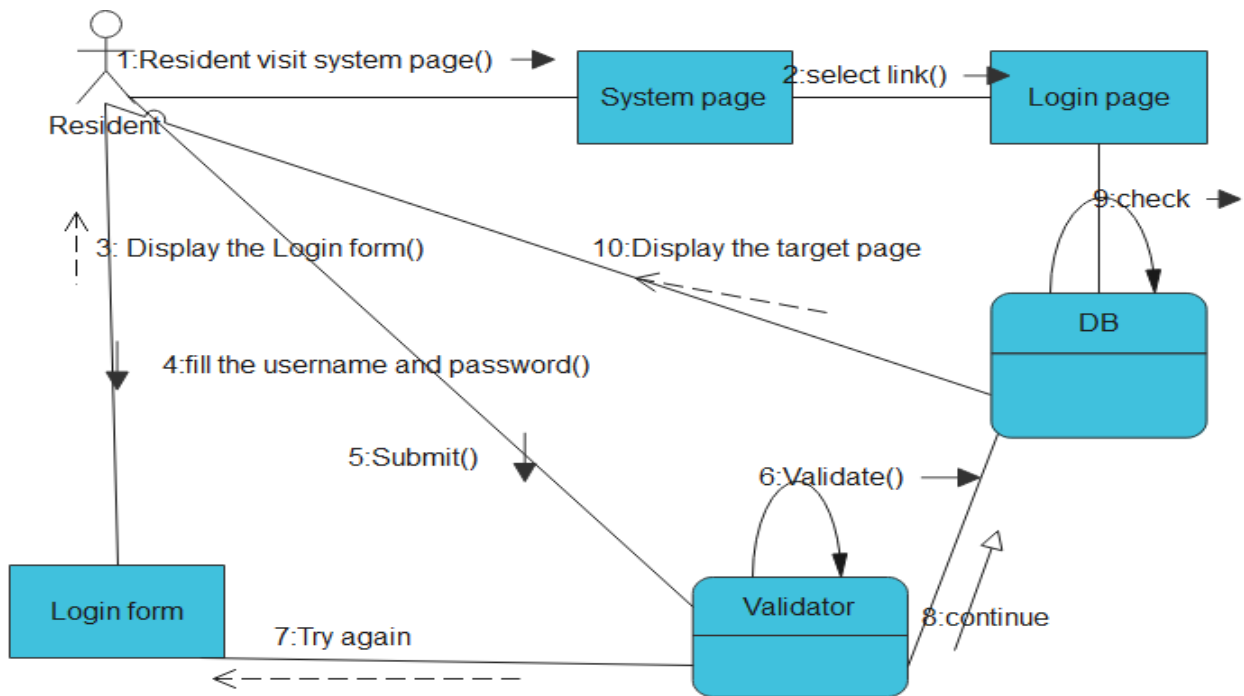 1:Resident visit system page()
2:select link()
System page
Login page
Resident
9:check
3: Display the Login form()
10:Display the target page
DB
4:fill the username and password()
5:Submit()
6:Validate()
Login form
Validator
8:continue
7:Try again